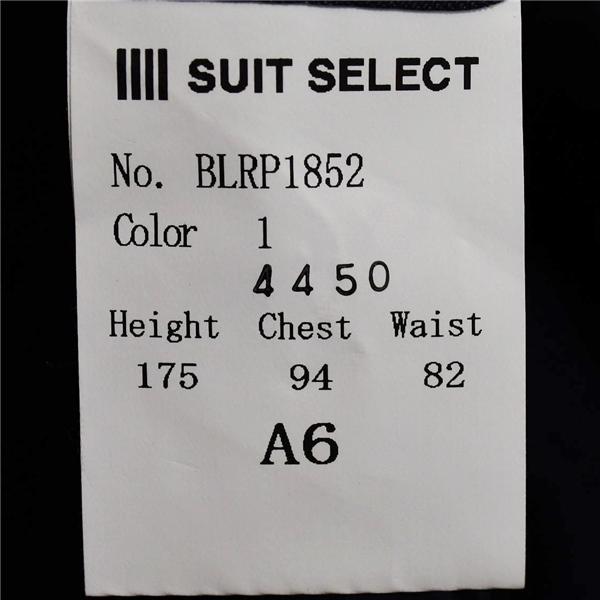 SUIT SELECT
No. BLRP1852
Color 1
4450
Height Chest Waist
175 94 82
A6